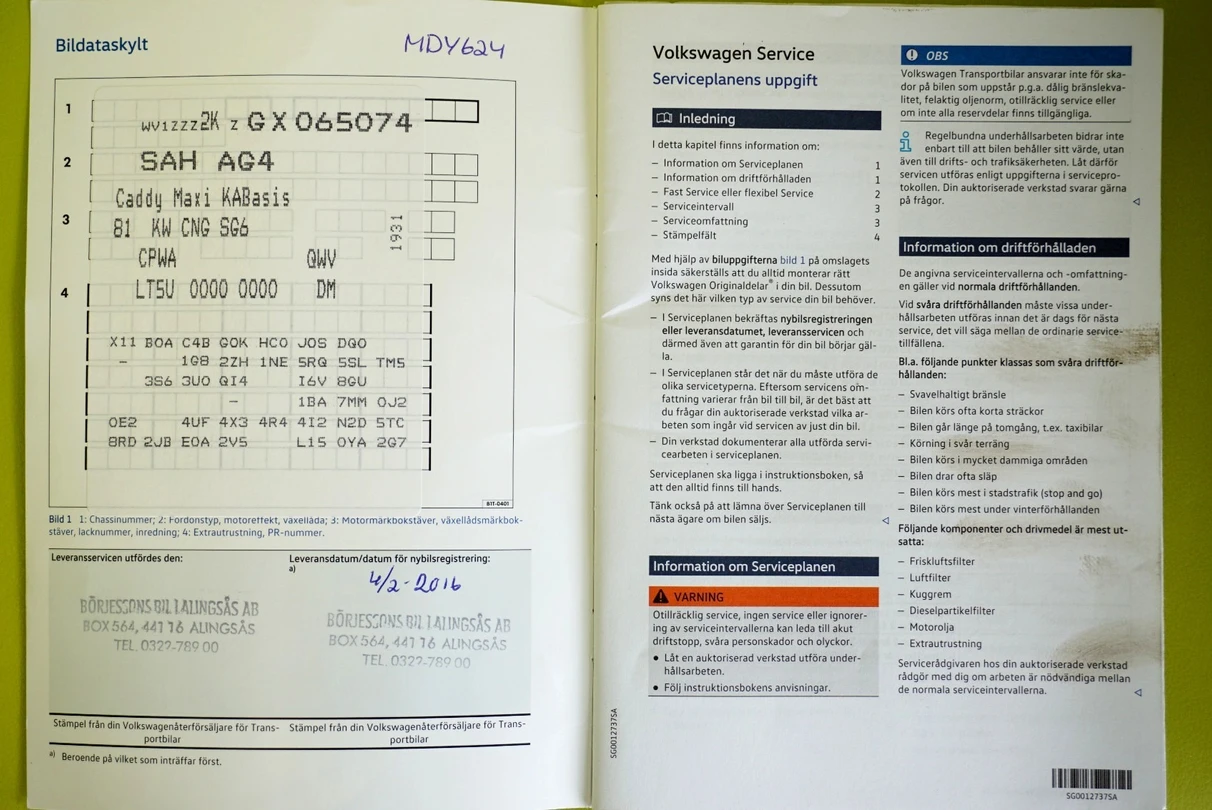 Bildataskylt
MDY624
1
WV1ZZZ2K Z GX065074
2
SAH AG4
Caddy Maxi KABasis
3
81 KW CNG SG6
1931
CPWA QWV
4
LT5U 0000 0000 DM
X11 B0A C4B G0K HC0 J0S DQ0
- 1G8 2ZH 1NE 5RQ 5SL TM5
3S6 3U0 QI4 I6V 8GU
- 1BA 7MM 0J2
0E2 4UF 4X3 4R4 4I2 N2D 5TC
8RD 2JB E0A 2V5 L15 0YA 2G7
B1T-0401
Bild 1 1: Chassinummer; 2: Fordonstyp, motoreffekt, växellåda; 3: Motormärkbokstäver, växellådsmärkbok-
stäver, lacknummer, inredning; 4: Extrautrustning, PR-nummer.
Leveransservicen utfördes den:
Leveransdatum/datum för nybilsregistrering:
a)
4/2-2016
BÖRJESSONS BIL I ALINGSÅS AB
BOX 564, 441 16 ALINGSÅS
TEL. 0322-789 00
BÖRJESSONS BIL I ALINGSÅS AB
BOX 564, 441 16 ALINGSÅS
TEL. 0322-789 00
Stämpel från din Volkswagenåterförsäljare för Trans-
portbilar
Stämpel från din Volkswagenåterförsäljare för Trans-
portbilar
a) Beroende på vilket som inträffar först.
Volkswagen Service
Serviceplanens uppgift
Inledning
I detta kapitel finns information om:
– Information om Serviceplanen 1
– Information om driftförhålladen 1
– Fast Service eller flexibel Service 2
– Serviceintervall 3
– Serviceomfattning 3
– Stämpelfält 4
Med hjälp av biluppgifterna bild 1 på omslagets
insida säkerställs att du alltid monterar rätt
Volkswagen Originaldelar® i din bil. Dessutom
syns det här vilken typ av service din bil behöver.
– I Serviceplanen bekräftas nybilsregistreringen
eller leveransdatumet, leveransservicen och
därmed även att garantin för din bil börjar gäl-
la.
– I Serviceplanen står det när du måste utföra de
olika servicetyperna. Eftersom servicens om-
fattning varierar från bil till bil, är det bäst att
du frågar din auktoriserade verkstad vilka ar-
beten som ingår vid servicen av just din bil.
– Din verkstad dokumenterar alla utförda servi-
cearbeten i serviceplanen.
Serviceplanen ska ligga i instruktionsboken, så
att den alltid finns till hands.
Tänk också på att lämna över Serviceplanen till
nästa ägare om bilen säljs.
Information om Serviceplanen
VARNING
Otillräcklig service, ingen service eller ignorer-
ing av serviceintervallerna kan leda till akut
driftstopp, svåra personskador och olyckor.
• Låt en auktoriserad verkstad utföra under-
hållsarbeten.
• Följ instruktionsbokens anvisningar.
SG0012737SA
OBS
Volkswagen Transportbilar ansvarar inte för ska-
dor på bilen som uppstår p.g.a. dålig bränslekva-
litet, felaktig oljenorm, otillräcklig service eller
om inte alla reservdelar finns tillgängliga.
Regelbundna underhållsarbeten bidrar inte
enbart till att bilen behåller sitt värde, utan
även till drifts- och trafiksäkerheten. Låt därför
servicen utföras enligt uppgifterna i servicepro-
tokollen. Din auktoriserade verkstad svarar gärna
på frågor.
Information om driftförhålladen
De angivna serviceintervallerna och -omfattning-
en gäller vid normala driftförhållanden.
Vid svåra driftförhållanden måste vissa under-
hållsarbeten utföras innan det är dags för nästa
service, det vill säga mellan de ordinarie service-
tillfällena.
Bl.a. följande punkter klassas som svåra driftför-
hållanden:
– Svavelhaltigt bränsle
– Bilen körs ofta korta sträckor
– Bilen går länge på tomgång, t.ex. taxibilar
– Körning i svår terräng
– Bilen körs i mycket dammiga områden
– Bilen drar ofta släp
– Bilen körs mest i stadstrafik (stop and go)
– Bilen körs mest under vinterförhållanden
Följande komponenter och drivmedel är mest ut-
satta:
– Friskluftsfilter
– Luftfilter
– Kuggrem
– Dieselpartikelfilter
– Motorolja
– Extrautrustning
Servicerådgivaren hos din auktoriserade verkstad
rådgör med dig om arbeten är nödvändiga mellan
de normala serviceintervallerna.
SG0012737SA